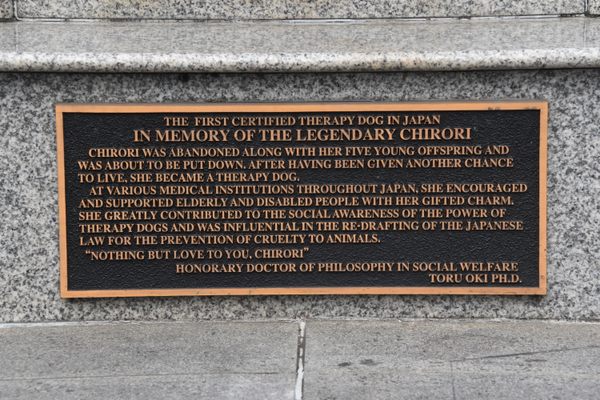 THE FIRST CERTIFIED THERAPY DOG IN JAPAN
IN MEMORY OF THE LEGENDARY CHIRORI
CHIRORI WAS ABANDONED ALONG WITH HER FIVE YOUNG OFFSPRING AND
WAS ABOUT TO BE PUT DOWN. AFTER HAVING BEEN GIVEN ANOTHER CHANCE
TO LIVE, SHE BECAME A THERAPY DOG.
AT VARIOUS MEDICAL INSTITUTIONS THROUGHOUT JAPAN, SHE ENCOURAGED
AND SUPPORTED ELDERLY AND DISABLED PEOPLE WITH HER GIFTED CHARM.
SHE GREATLY CONTRIBUTED TO THE SOCIAL AWARENESS OF THE POWER OF
THERAPY DOGS AND WAS INFLUENTIAL IN THE RE-DRAFTING OF THE JAPANESE
LAW FOR THE PREVENTION OF CRUELTY TO ANIMALS.
"NOTHING BUT LOVE TO YOU, CHIRORI"
HONORARY DOCTOR OF PHILOSOPHY IN SOCIAL WELFARE
TORU OKI PH.D.